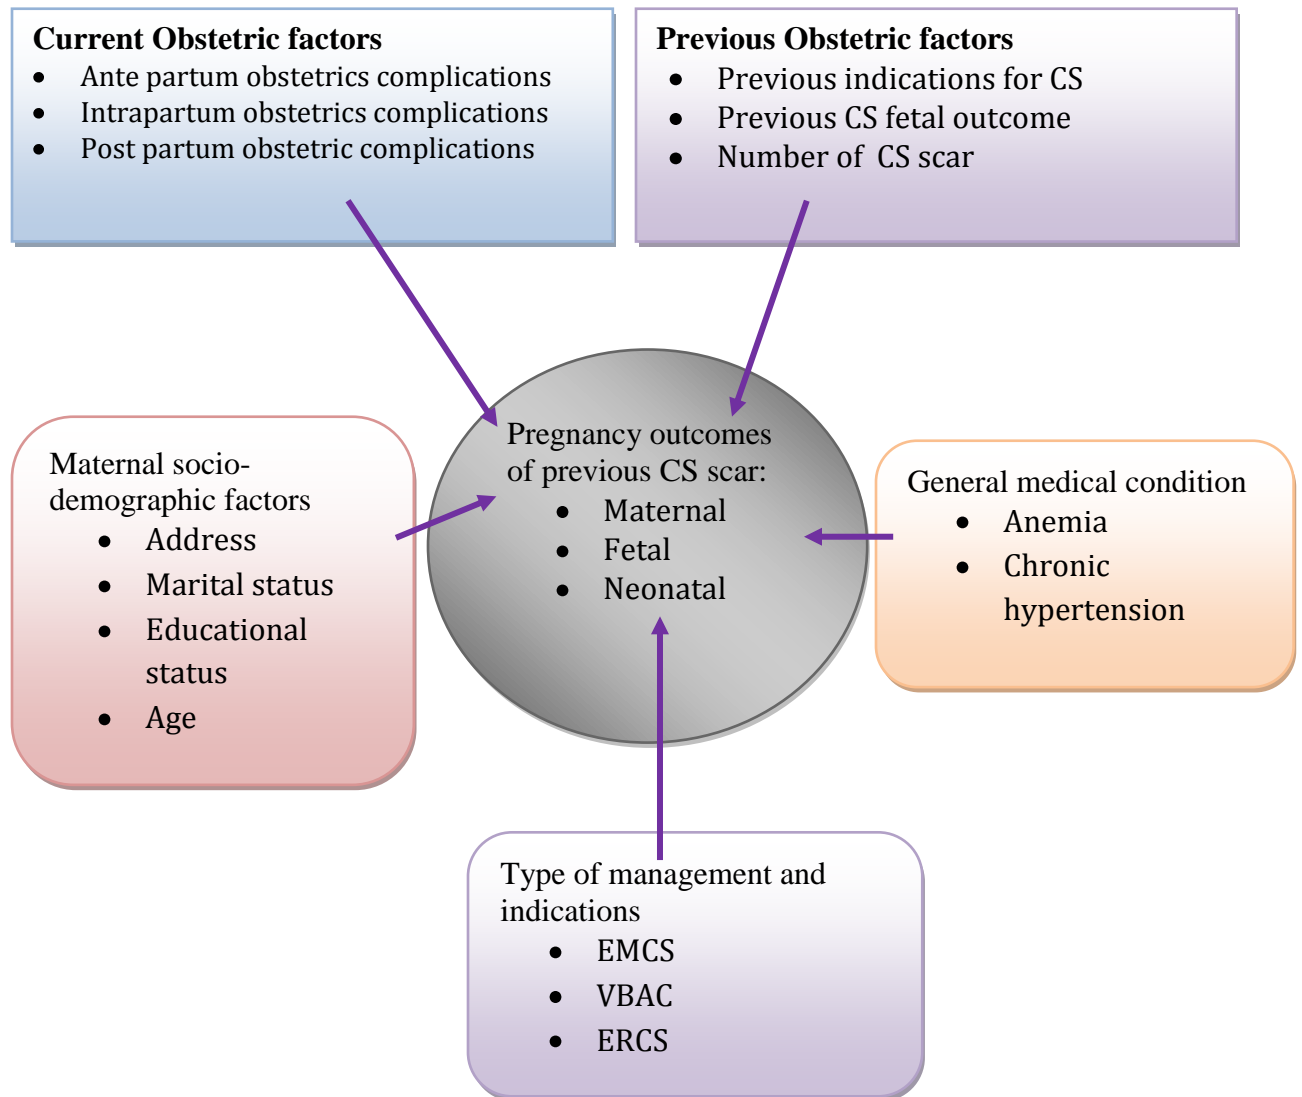 Current Obstetric factors
• Ante partum obstetrics complications
• Intrapartum obstetrics complications
• Post partum obstetric complications
Previous Obstetric factors
• Previous indications for CS
• Previous CS fetal outcome
• Number of CS scar
Pregnancy outcomes
of previous CS scar:
• Maternal
• Fetal
• Neonatal
Maternal socio-
demographic factors
• Address
• Marital status
• Educational
status
• Age
General medical condition
• Anemia
• Chronic
hypertension
Type of management and
indications
• EMCS
• VBAC
• ERCS